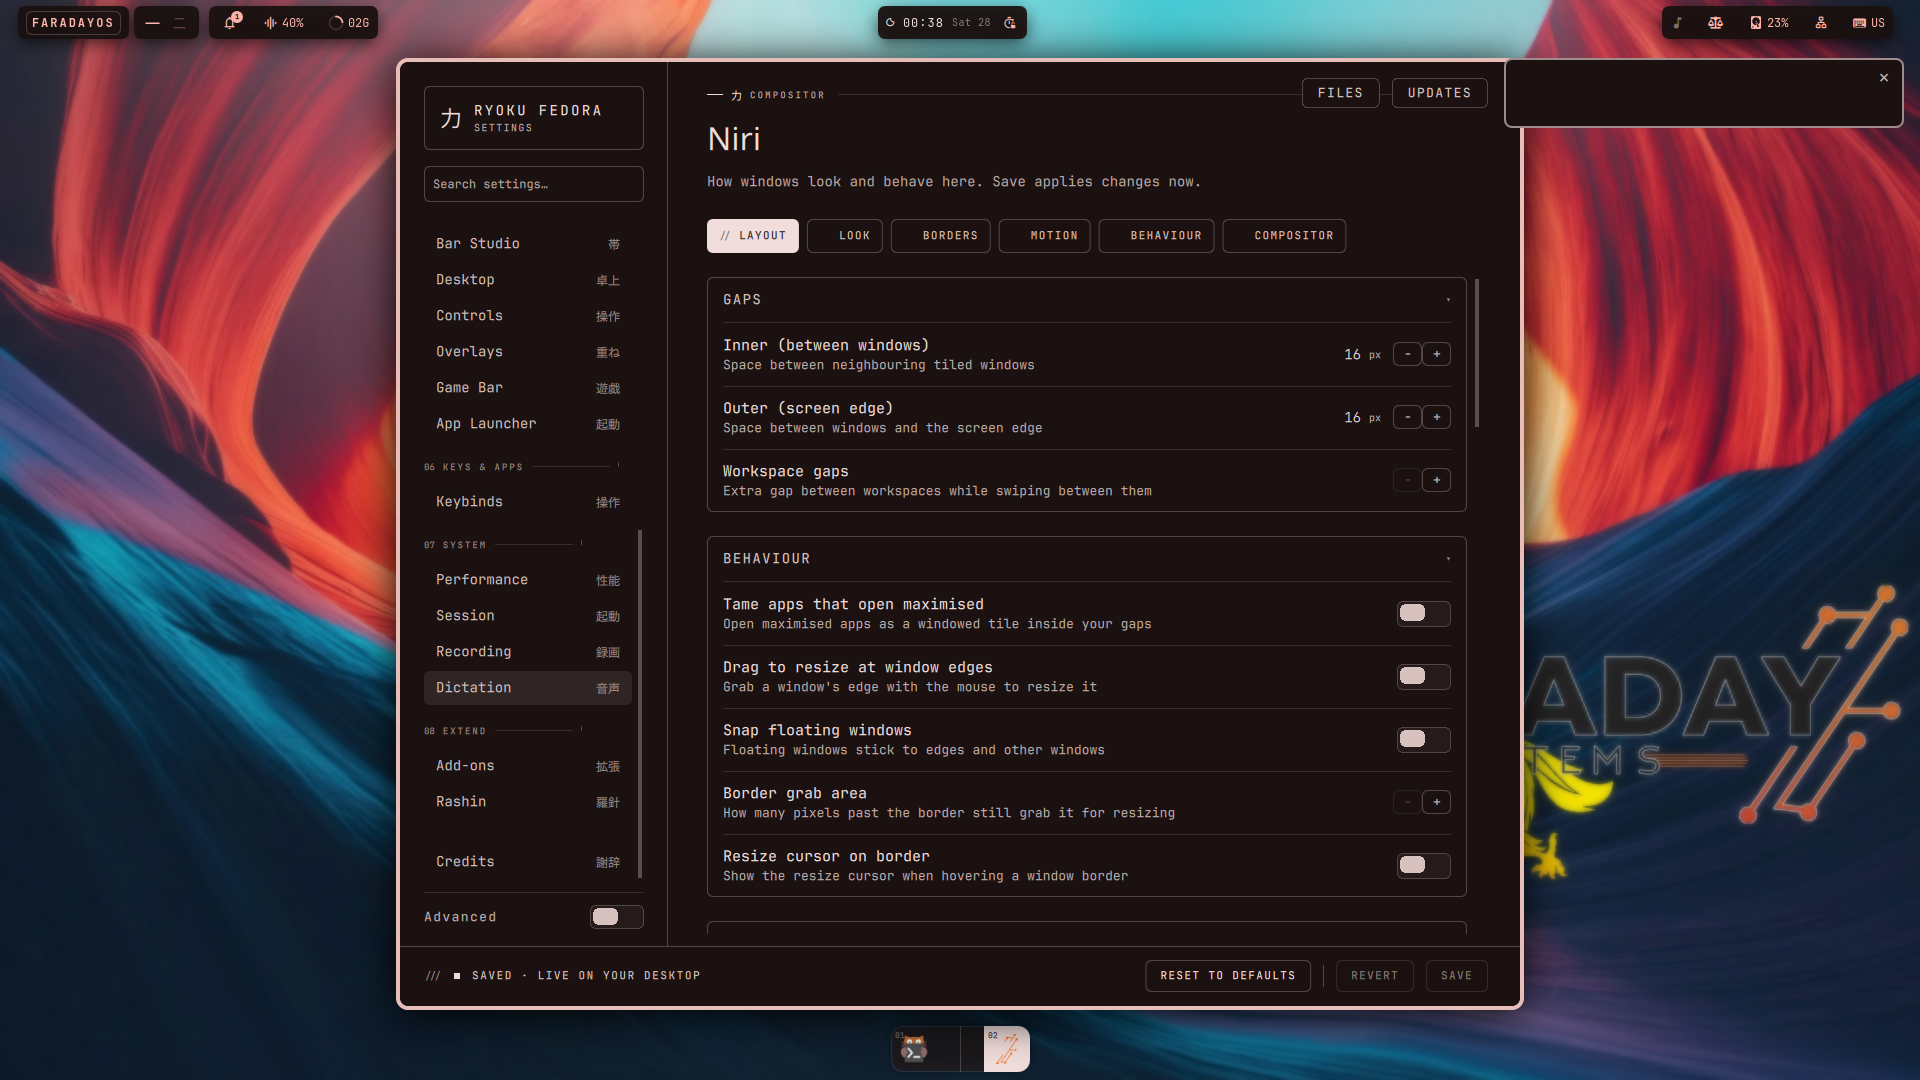 FARADAYOS
1
40%
02G
00:38 Sat 28
23%
US
力 RYOKU FEDORA
SETTINGS
Search settings…
Bar Studio 帯
Desktop 卓上
Controls 操作
Overlays 重ね
Game Bar 遊戯
App Launcher 起動
06 KEYS & APPS
Keybinds 操作
07 SYSTEM
Performance 性能
Session 起動
Recording 録画
Dictation 音声
08 EXTEND
Add-ons 拡張
Rashin 羅針
Credits 謝辞
Advanced
力 COMPOSITOR
FILES
UPDATES
Niri
How windows look and behave here. Save applies changes now.
// LAYOUT
LOOK
BORDERS
MOTION
BEHAVIOUR
COMPOSITOR
GAPS
Inner (between windows)
Space between neighbouring tiled windows
16 px - +
Outer (screen edge)
Space between windows and the screen edge
16 px - +
Workspace gaps
Extra gap between workspaces while swiping between them
- +
BEHAVIOUR
Tame apps that open maximised
Open maximised apps as a windowed tile inside your gaps
Drag to resize at window edges
Grab a window's edge with the mouse to resize it
Snap floating windows
Floating windows stick to edges and other windows
Border grab area
How many pixels past the border still grab it for resizing
- +
Resize cursor on border
Show the resize cursor when hovering a window border
/// SAVED · LIVE ON YOUR DESKTOP
RESET TO DEFAULTS
REVERT
SAVE
×
ADAY
TEMS
01
02